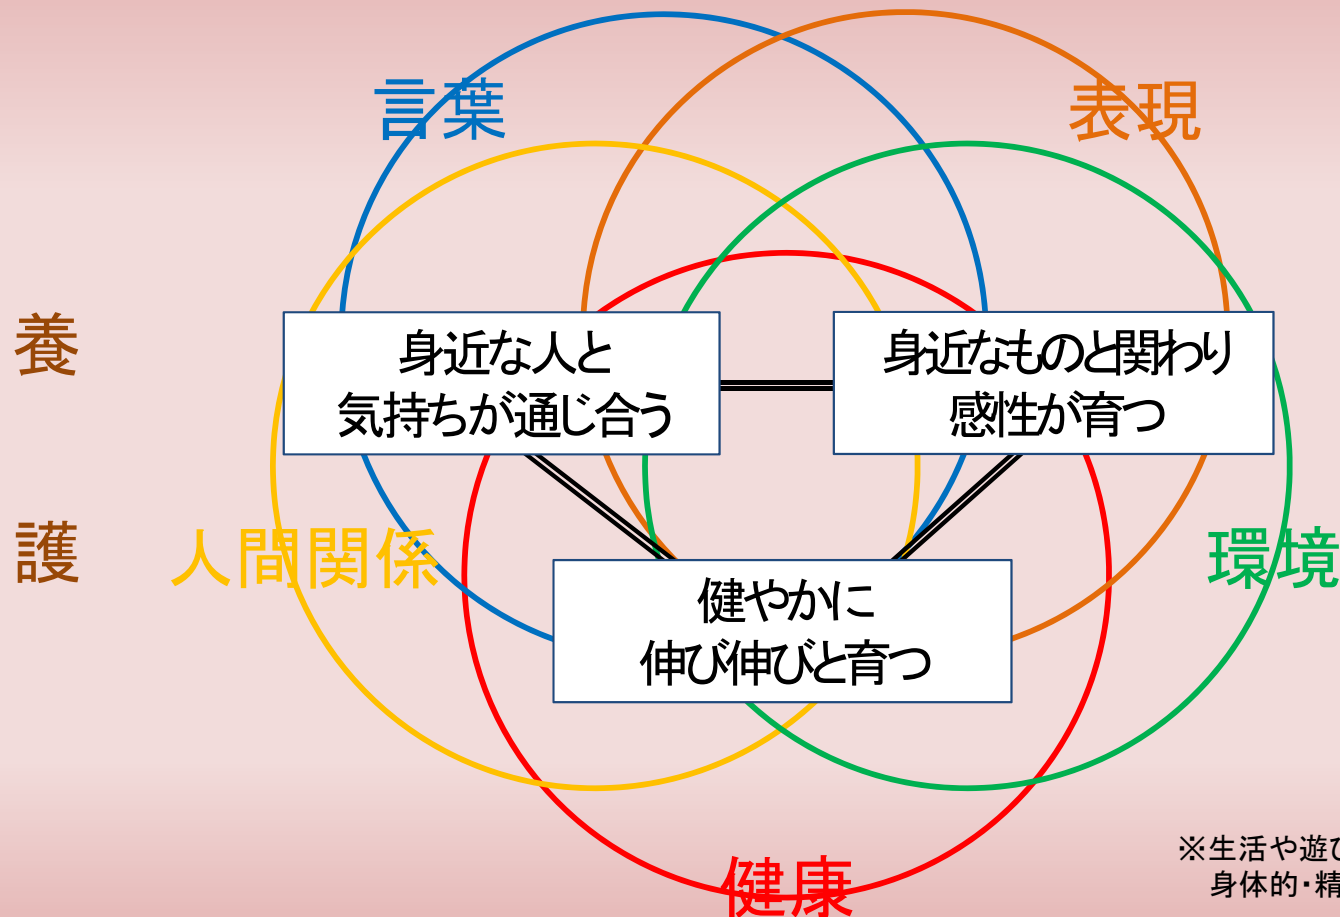 言葉
表現
養
護
身近な人と
気持ちが通じ合う
身近なものと関わり
感性が育つ
人間関係
環境
健やかに
伸び伸びと育つ
健康
※生活や遊び
身体的・精